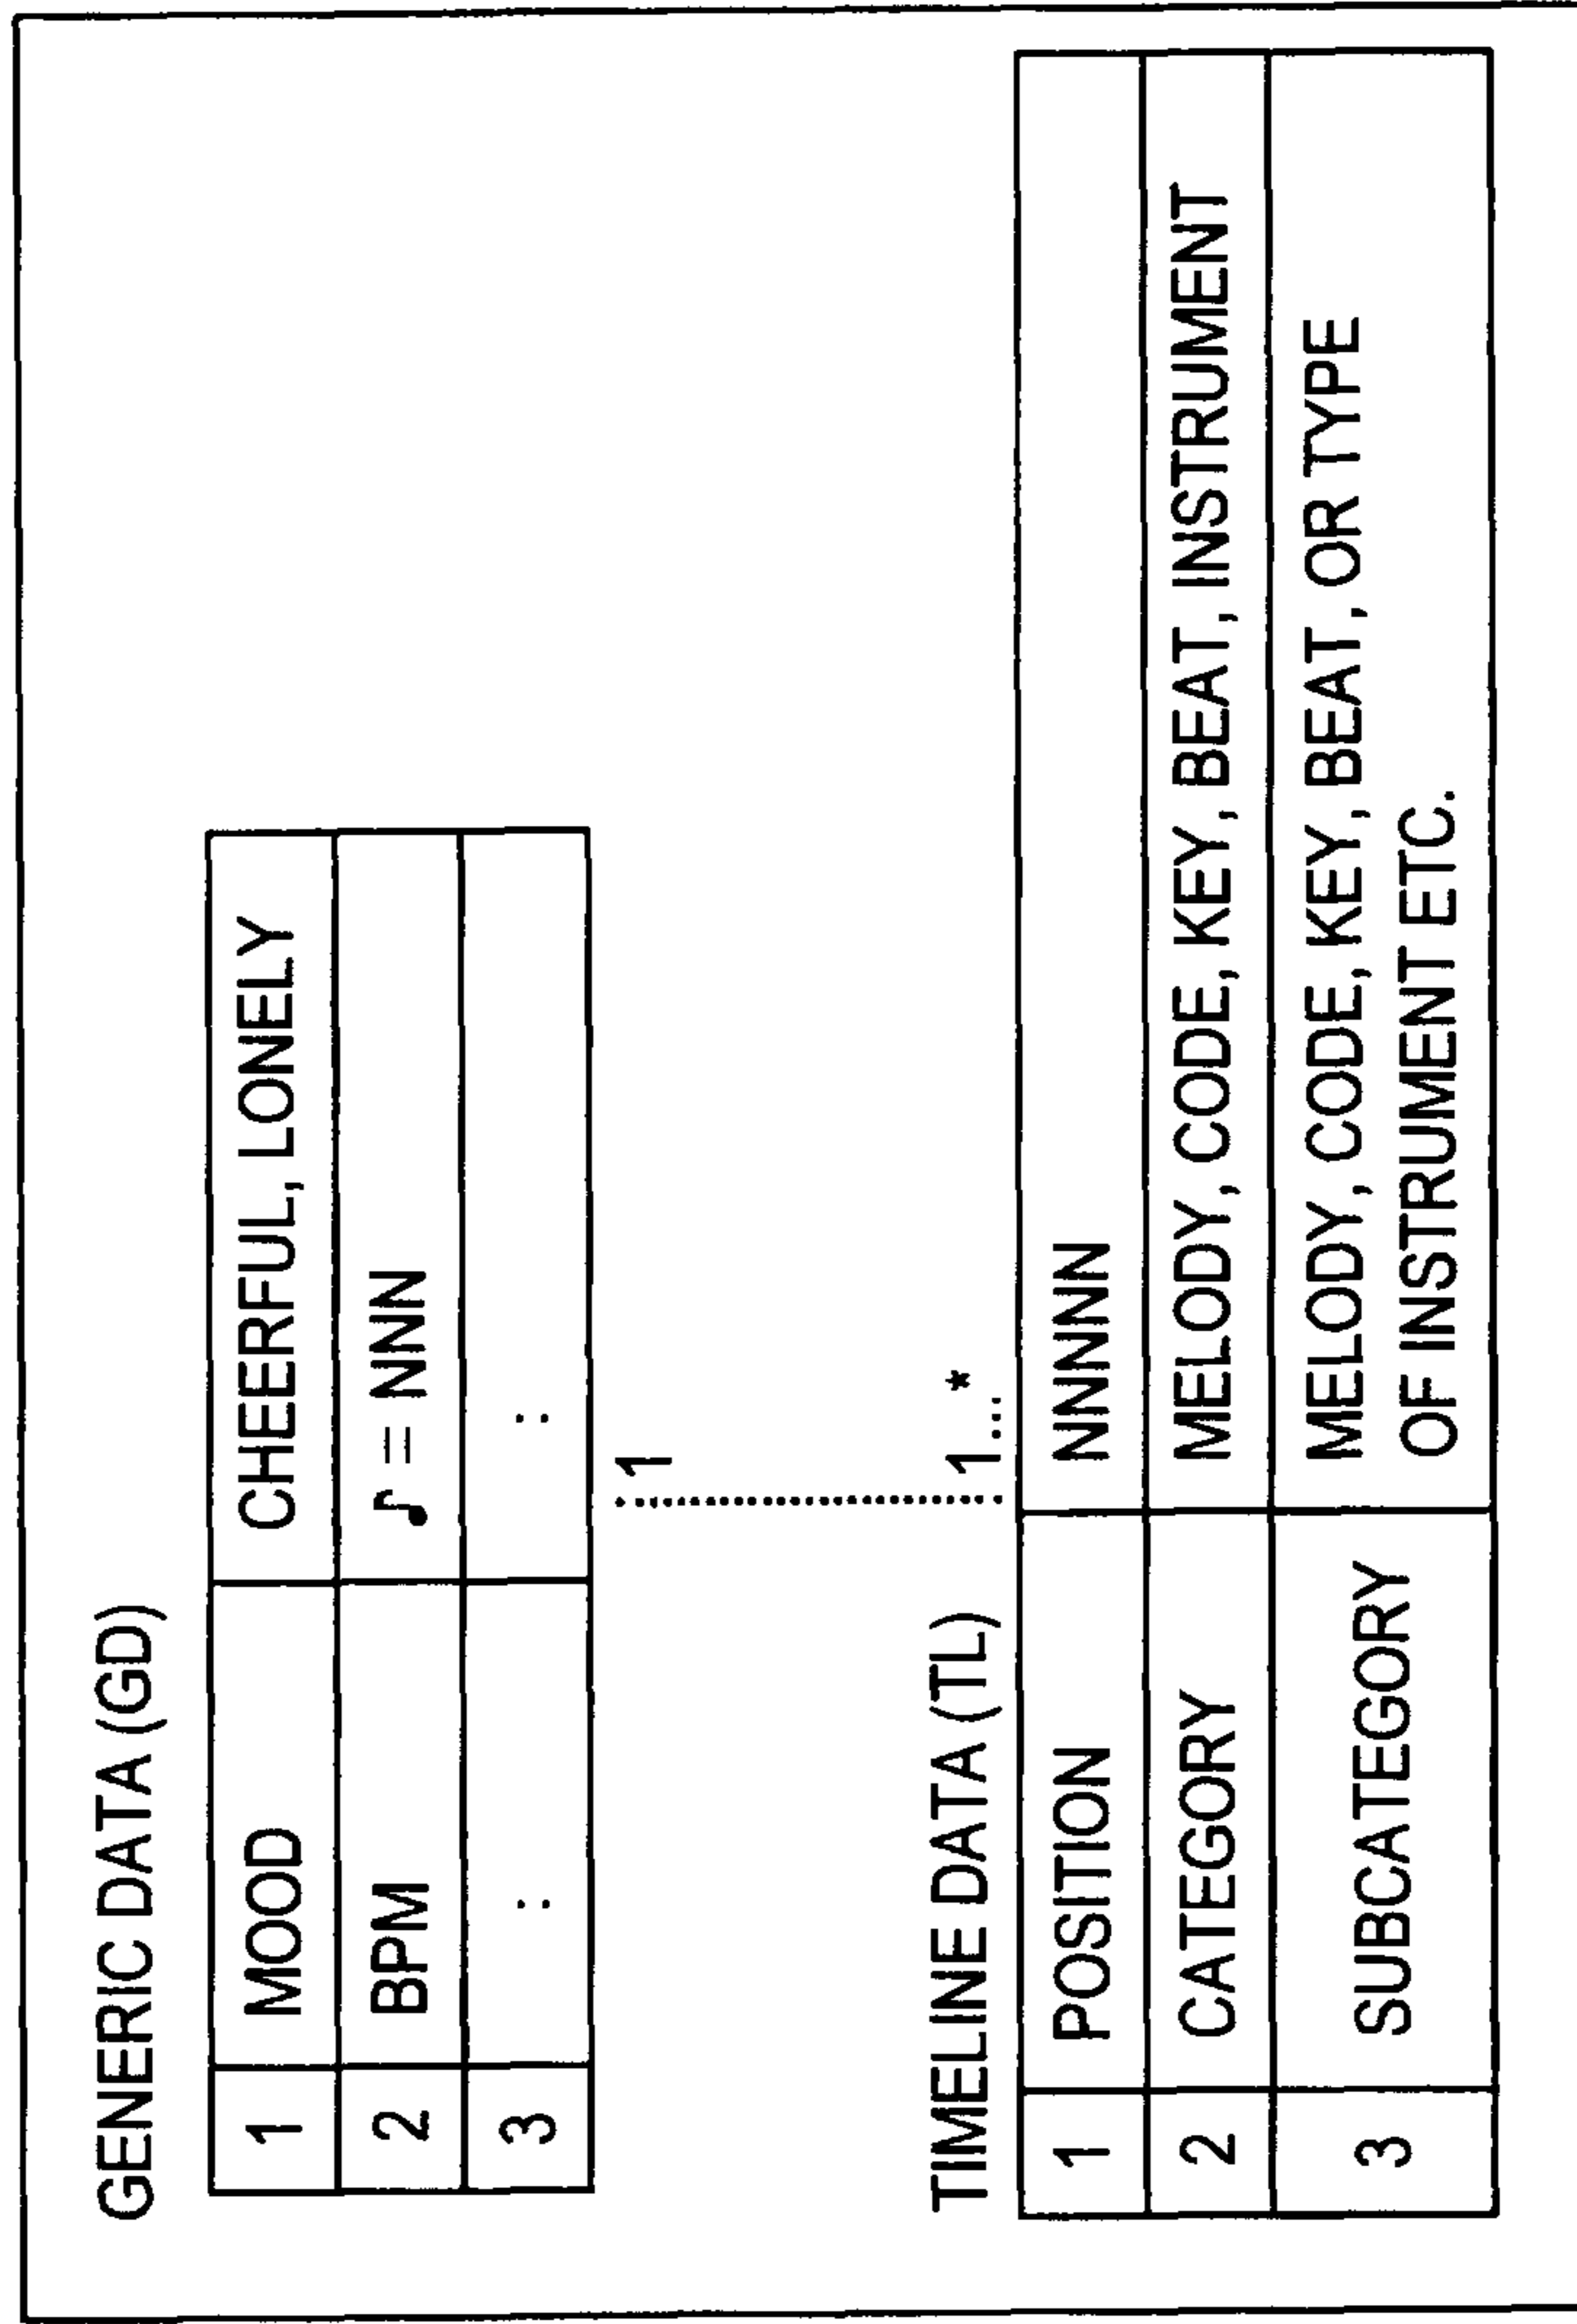 GENERIC DATA (GD)
1 MOOD CHEERFUL, LONELY
2 BPM ♪ = NNN
3 : :
1
1...*
TIMELINE DATA (TL)
1 POSITION NNNNN
2 CATEGORY MELODY, CODE, KEY, BEAT, INSTRUMENT
3 SUBCATEGORY MELODY, CODE, KEY, BEAT, OR TYPE
OF INSTRUMENT ETC.